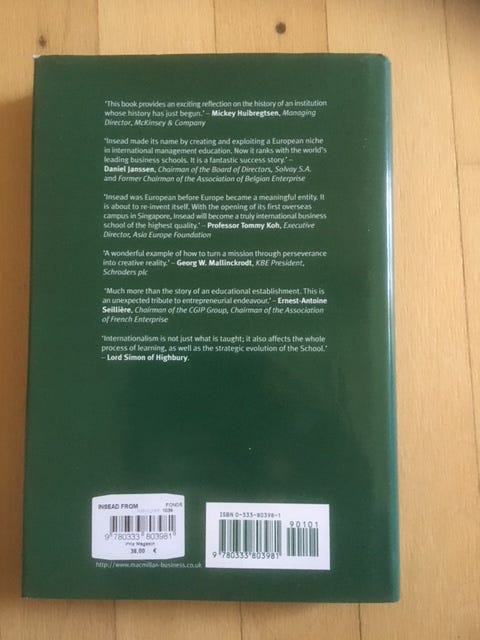 'This book provides an exciting reflection on the history of an institution
whose history has just begun.' – Mickey Huibregtsen, Managing
Director, McKinsey & Company
'Insead made its name by creating and exploiting a European niche
in international management education. Now it ranks with the world's
leading business schools. It is a fantastic success story.' –
Daniel Janssen, Chairman of the Board of Directors, Solvay S.A.
and Former Chairman of the Association of Belgian Enterprise
'Insead was European before Europe became a meaningful entity. It
is about to re-invent itself. With the opening of its first overseas
campus in Singapore, Insead will become a truly international business
school of the highest quality.' – Professor Tommy Koh, Executive
Director, Asia Europe Foundation
'A wonderful example of how to turn a mission through perseverance
into creative reality.' – Georg W. Mallinckrodt, KBE President,
Schroders plc
'Much more than the story of an educational establishment. This is
an unexpected tribute to entrepreneurial endeavour.' – Ernest-Antoine
Seillière, Chairman of the CGIP Group, Chairman of the Association
of French Enterprise
'Internationalism is not just what is taught; it also affects the whole
process of learning, as well as the strategic evolution of the School.'
– Lord Simon of Highbury.
INSEAD FROM FONDS
1039
9 780333 803981
Prix Magasin
38,00 €
ISBN 0-333-80398-1
90101
9 780333 803981
http://www.macmillan-business.co.uk